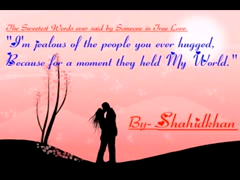 The Sweetest Words ever said by Someone in True Love.
"I'm jealous of the people you ever hugged,
Because for a moment they held My World."
By- Shahidkhan